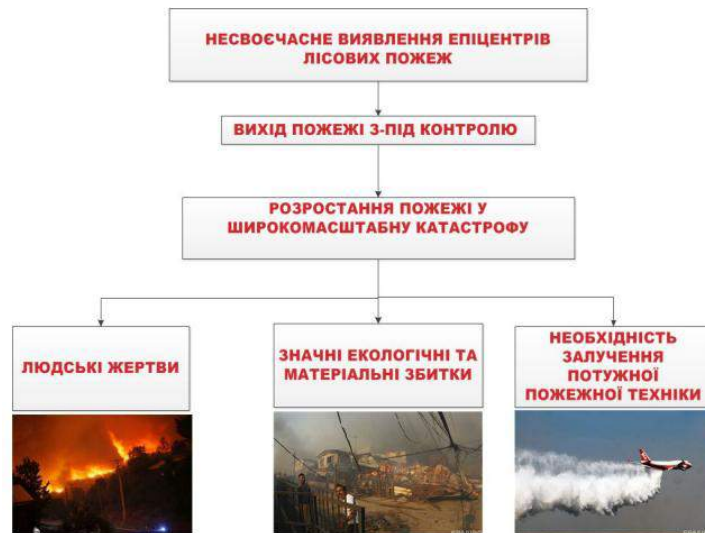 НЕСВОЄЧАСНЕ ВИЯВЛЕННЯ ЕПІЦЕНТРІВ
ЛІСОВИХ ПОЖЕЖ
ВИХІД ПОЖЕЖІ З-ПІД КОНТРОЛЮ
РОЗРОСТАННЯ ПОЖЕЖІ У
ШИРОКОМАСШТАБНУ КАТАСТРОФУ
ЛЮДСЬКІ ЖЕРТВИ
ЗНАЧНІ ЕКОЛОГІЧНІ ТА
МАТЕРІАЛЬНІ ЗБИТКИ
НЕОБХІДНІСТЬ
ЗАЛУЧЕННЯ
ПОТУЖНОЇ
ПОЖЕЖНОЇ ТЕХНІКИ